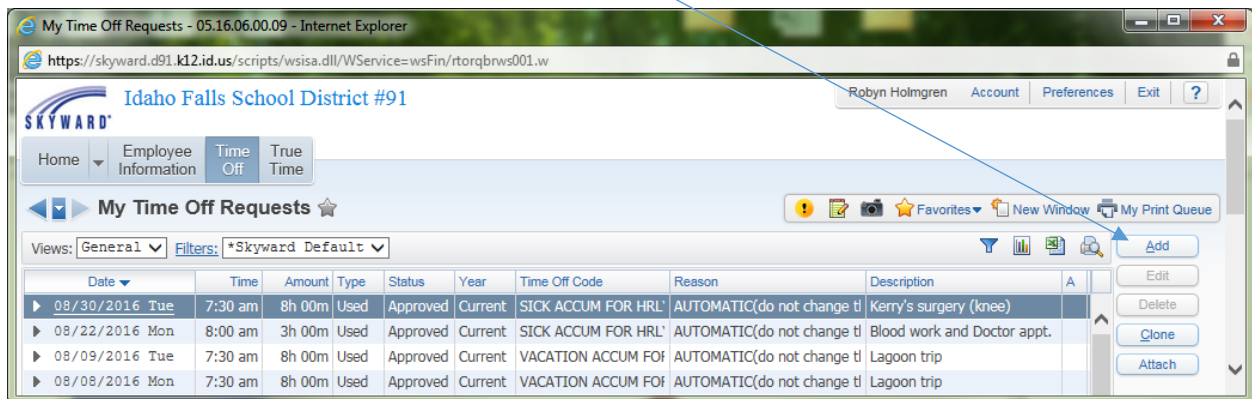 My Time Off Requests - 05.16.06.00.09 - Internet Explorer
https://skyward.d91.k12.id.us/scripts/wsisa.dll/WService=wsFin/rtorqbrws001.w
SKYWARD®
Idaho Falls School District #91
Robyn Holmgren Account Preferences Exit ?
Home Employee Information Time Off True Time
My Time Off Requests
Favorites New Window My Print Queue
Views: General Filters: *Skyward Default
Add
Date Time Amount Type Status Year Time Off Code Reason Description A
Edit
08/30/2016 Tue 7:30 am 8h 00m Used Approved Current SICK ACCUM FOR HRL' AUTOMATIC(do not change tl Kerry's surgery (knee)
Delete
08/22/2016 Mon 8:00 am 3h 00m Used Approved Current SICK ACCUM FOR HRL' AUTOMATIC(do not change tl Blood work and Doctor appt.
Clone
08/09/2016 Tue 7:30 am 8h 00m Used Approved Current VACATION ACCUM FOF AUTOMATIC(do not change tl Lagoon trip
Attach
08/08/2016 Mon 7:30 am 8h 00m Used Approved Current VACATION ACCUM FOF AUTOMATIC(do not change tl Lagoon trip